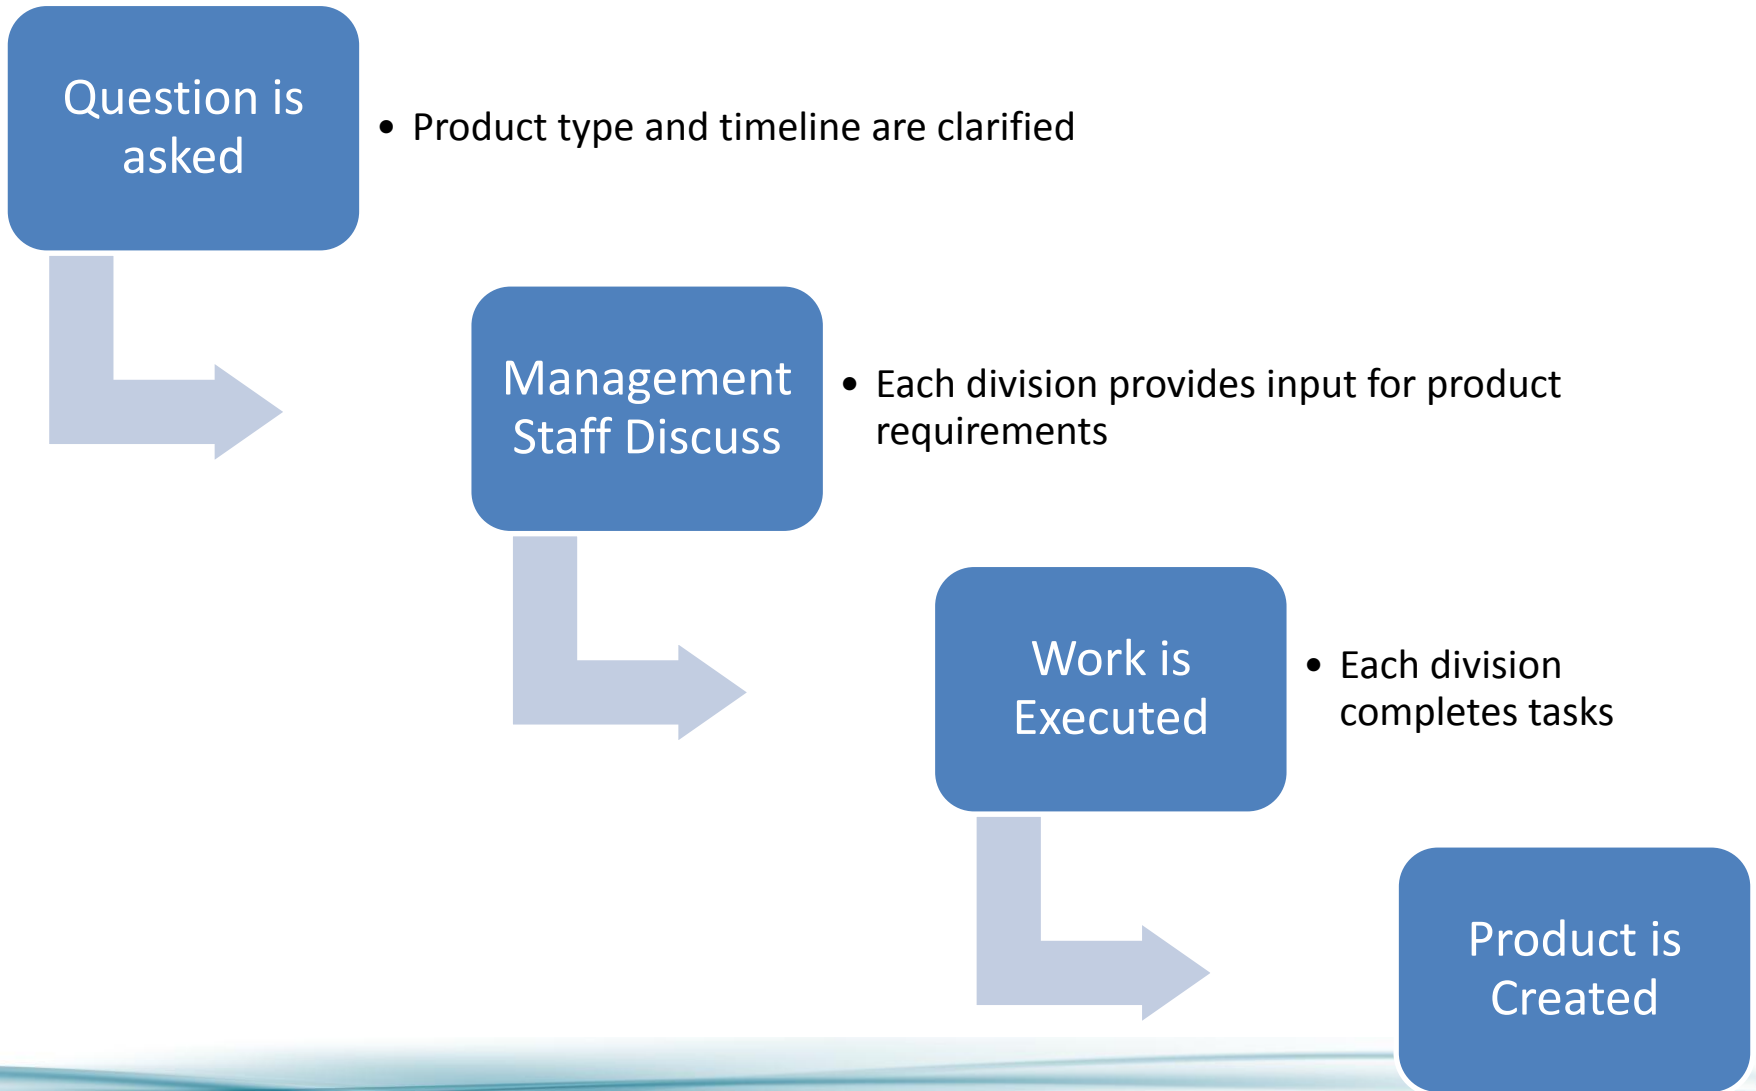 Question is
asked
• Product type and timeline are clarified
Management
Staff Discuss
• Each division provides input for product
requirements
Work is
Executed
• Each division
completes tasks
Product is
Created